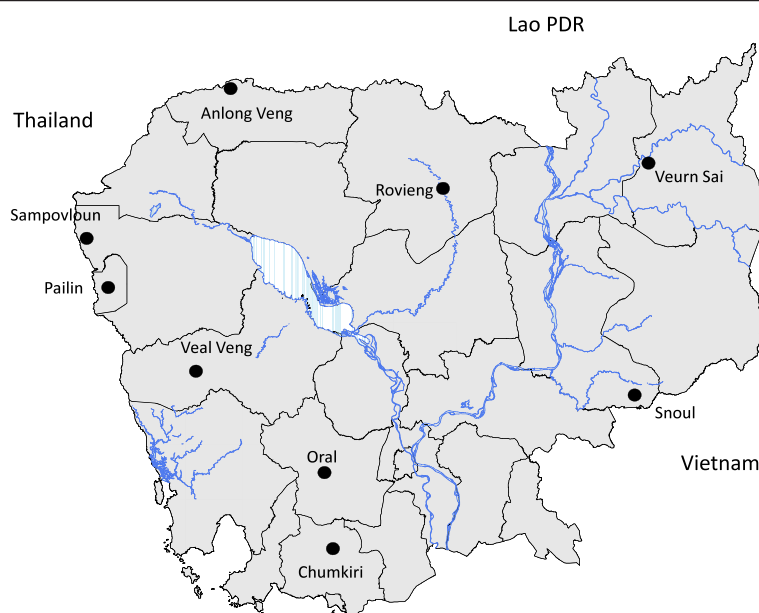 Lao PDR
Thailand
Anlong Veng
Veurn Sai
Rovieng
Sampovloun
Pailin
Veal Veng
Snoul
Oral
Vietnam
Chumkiri